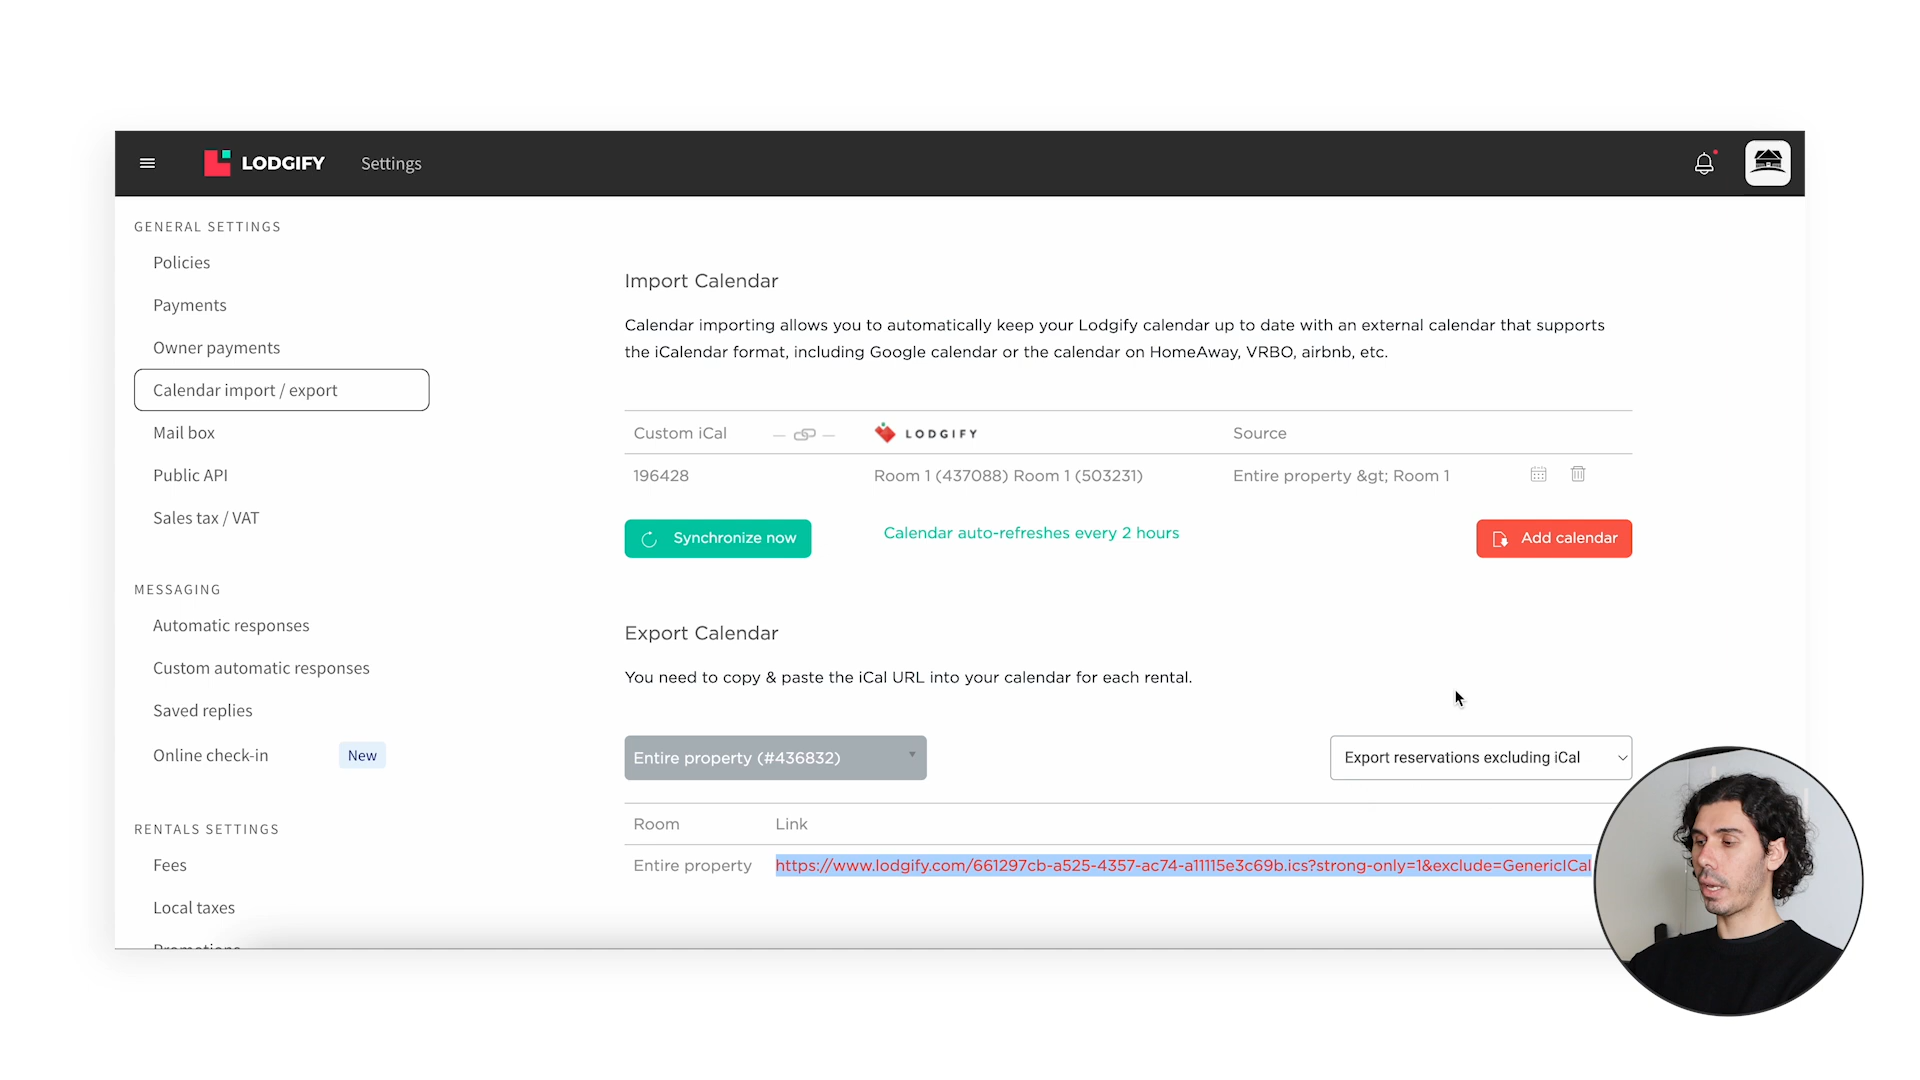 LODGIFY
Settings
GENERAL SETTINGS
Policies
Payments
Owner payments
Calendar import / export
Mail box
Public API
Sales tax / VAT
MESSAGING
Automatic responses
Custom automatic responses
Saved replies
Online check-in
New
RENTALS SETTINGS
Fees
Local taxes
Promotions
Import Calendar
Calendar importing allows you to automatically keep your Lodgify calendar up to date with an external calendar that supports
the iCalendar format, including Google calendar or the calendar on HomeAway, VRBO, airbnb, etc.
Custom iCal
LODGIFY
Source
196428
Room 1 (437088) Room 1 (503231)
Entire property &gt; Room 1
Synchronize now
Calendar auto-refreshes every 2 hours
Add calendar
Export Calendar
You need to copy & paste the iCal URL into your calendar for each rental.
Entire property (#436832)
Export reservations excluding iCal
Room
Link
Entire property
https://www.lodgify.com/661297cb-a525-4357-ac74-a11115e3c69b.ics?strong-only=1&exclude=GenericICal